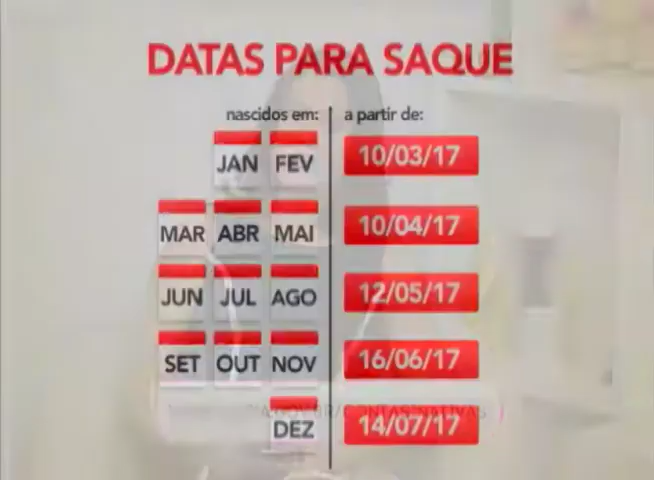 DATAS PARA SAQUE
nascidos em: a partir de:
JAN FEV 10/03/17
MAR ABR MAI 10/04/17
JUN JUL AGO 12/05/17
SET OUT NOV 16/06/17
DEZ 14/07/17